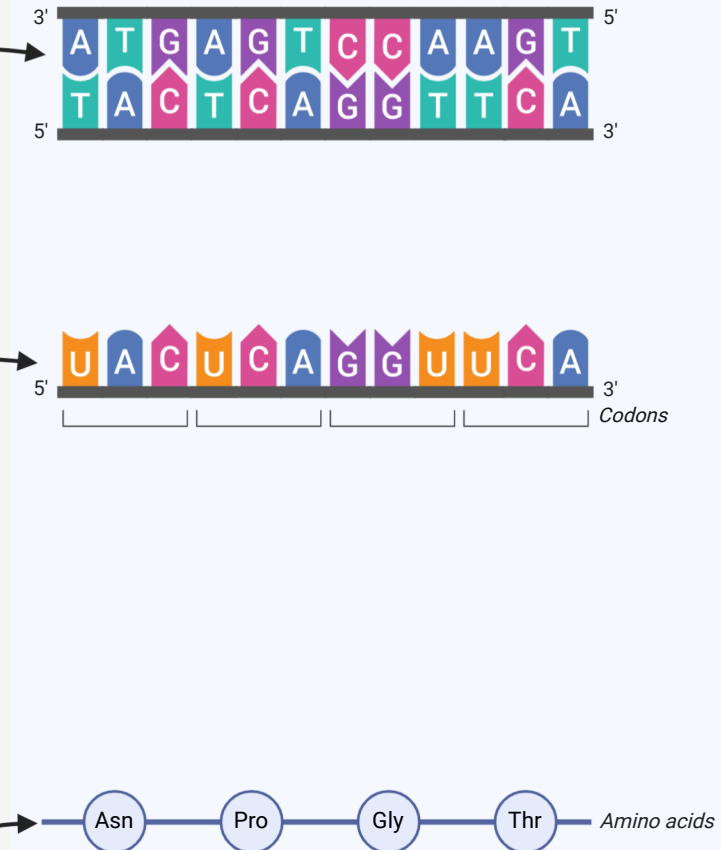 3' A T G A G T C C A A G T 5'
5' T A C T C A G G T T C A 3'
U A C U C A G G U U C A
5' 3'
Codons
Asn Pro Gly Thr Amino acids